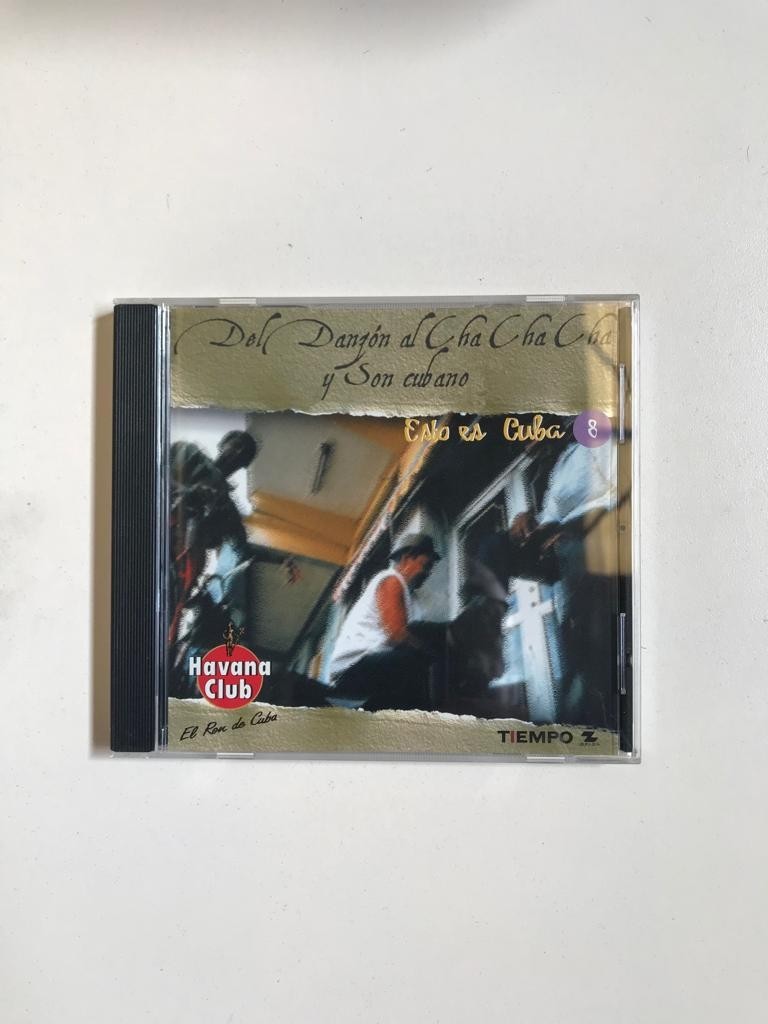 Del Danzón al Cha Cha Cha
y Son cubano
Esto es Cuba 8
Havana
Club
El Ron de Cuba
TIEMPO Z